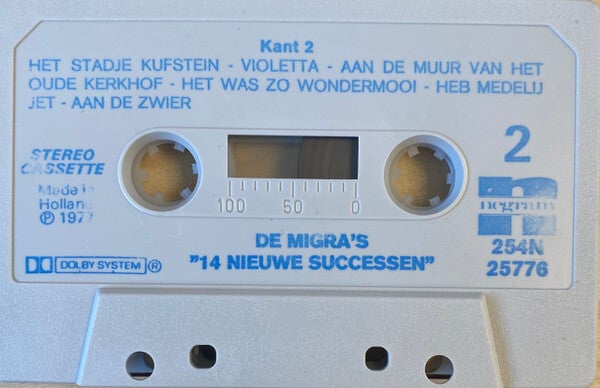 Kant 2
HET STADJE KUFSTEIN - VIOLETTA - AAN DE MUUR VAN HET
OUDE KERKHOF - HET WAS ZO WONDERMOOI - HEB MEDELIJ
JET - AAN DE ZWIER
STEREO
CASSETTE
2
Made in
Holland
℗ 1977
100 50 0
negram
DE MIGRA'S
"14 NIEUWE SUCCESSEN"
254N
25776
DOLBY SYSTEM ®